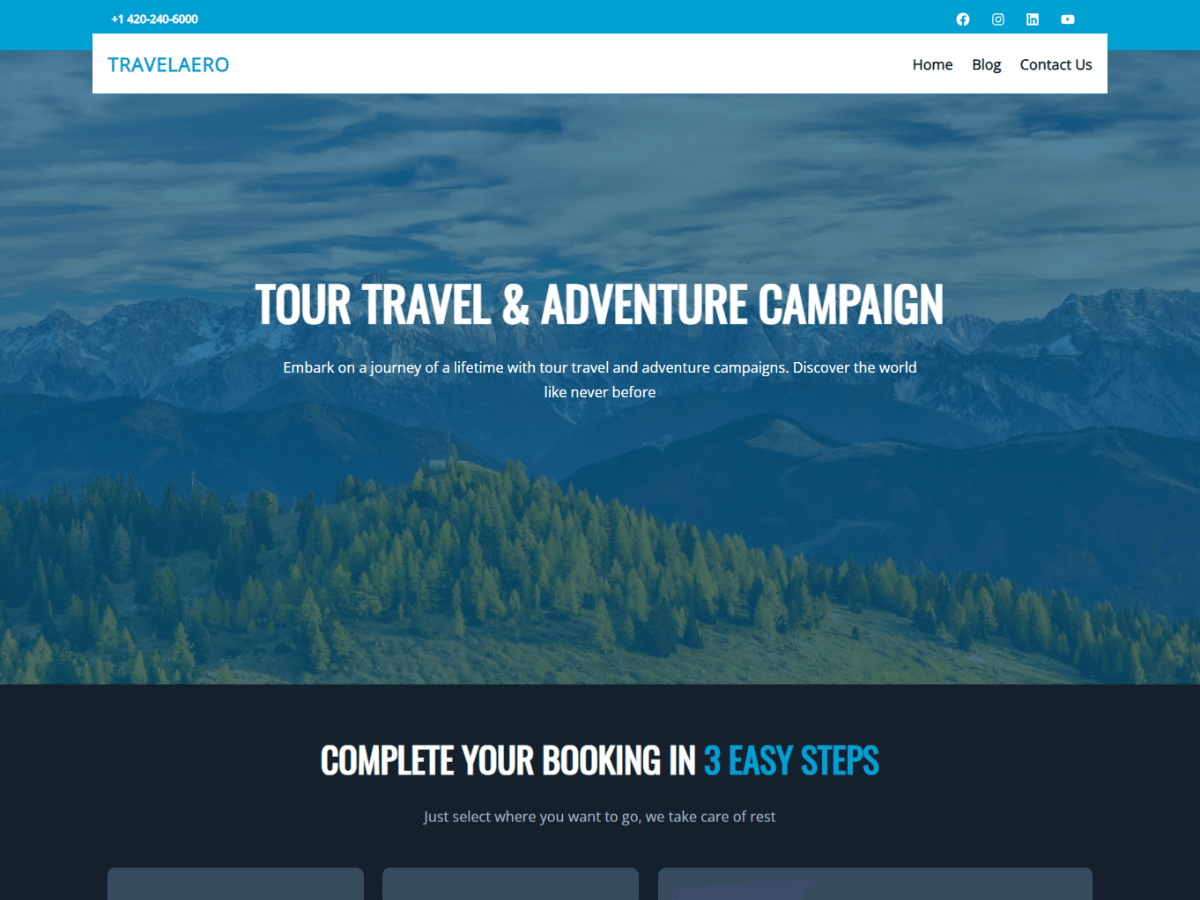 +1 420-240-6000
TRAVELAERO
Home Blog Contact Us
TOUR TRAVEL & ADVENTURE CAMPAIGN
Embark on a journey of a lifetime with tour travel and adventure campaigns. Discover the world
like never before
COMPLETE YOUR BOOKING IN 3 EASY STEPS
Just select where you want to go, we take care of rest